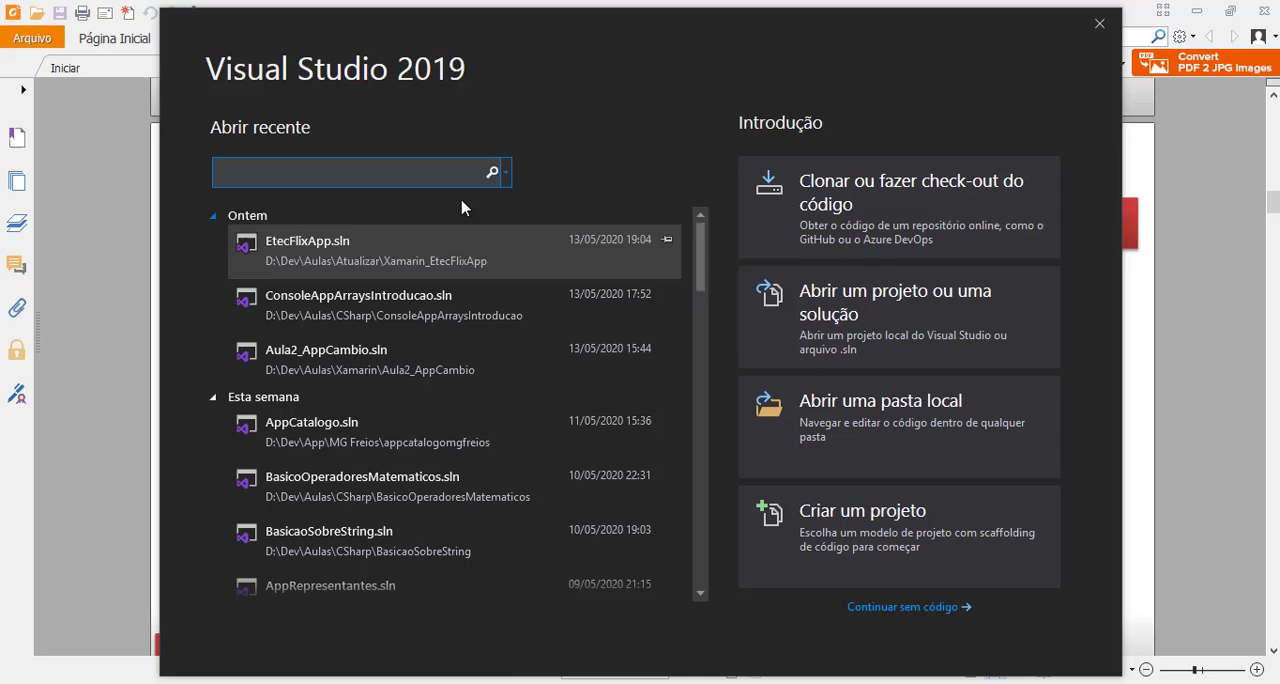 Arquivo
Página Inicial
Iniciar
Convert
PDF 2 JPG Images
Visual Studio 2019
Abrir recente
Ontem
EtecFlixApp.sln
13/05/2020 19:04
D:\Dev\Aulas\Atualizar\Xamarin_EtecFlixApp
ConsoleAppArraysIntroducao.sln
13/05/2020 17:52
D:\Dev\Aulas\CSharp\ConsoleAppArraysIntroducao
Aula2_AppCambio.sln
13/05/2020 15:44
D:\Dev\Aulas\Xamarin\Aula2_AppCambio
Esta semana
AppCatalogo.sln
11/05/2020 15:36
D:\Dev\App\MG Freios\appcatalogomgfreios
BasicoOperadoresMatematicos.sln
10/05/2020 22:31
D:\Dev\Aulas\CSharp\BasicoOperadoresMatematicos
BasicaoSobreString.sln
10/05/2020 19:03
D:\Dev\Aulas\CSharp\BasicaoSobreString
AppRepresentantes.sln
09/05/2020 21:15
Introdução
Clonar ou fazer check-out do
código
Obter o código de um repositório online, como o
GitHub ou o Azure DevOps
Abrir um projeto ou uma
solução
Abrir um projeto local do Visual Studio ou
arquivo .sln
Abrir uma pasta local
Navegar e editar o código dentro de qualquer
pasta
Criar um projeto
Escolha um modelo de projeto com scaffolding
de código para começar
Continuar sem código